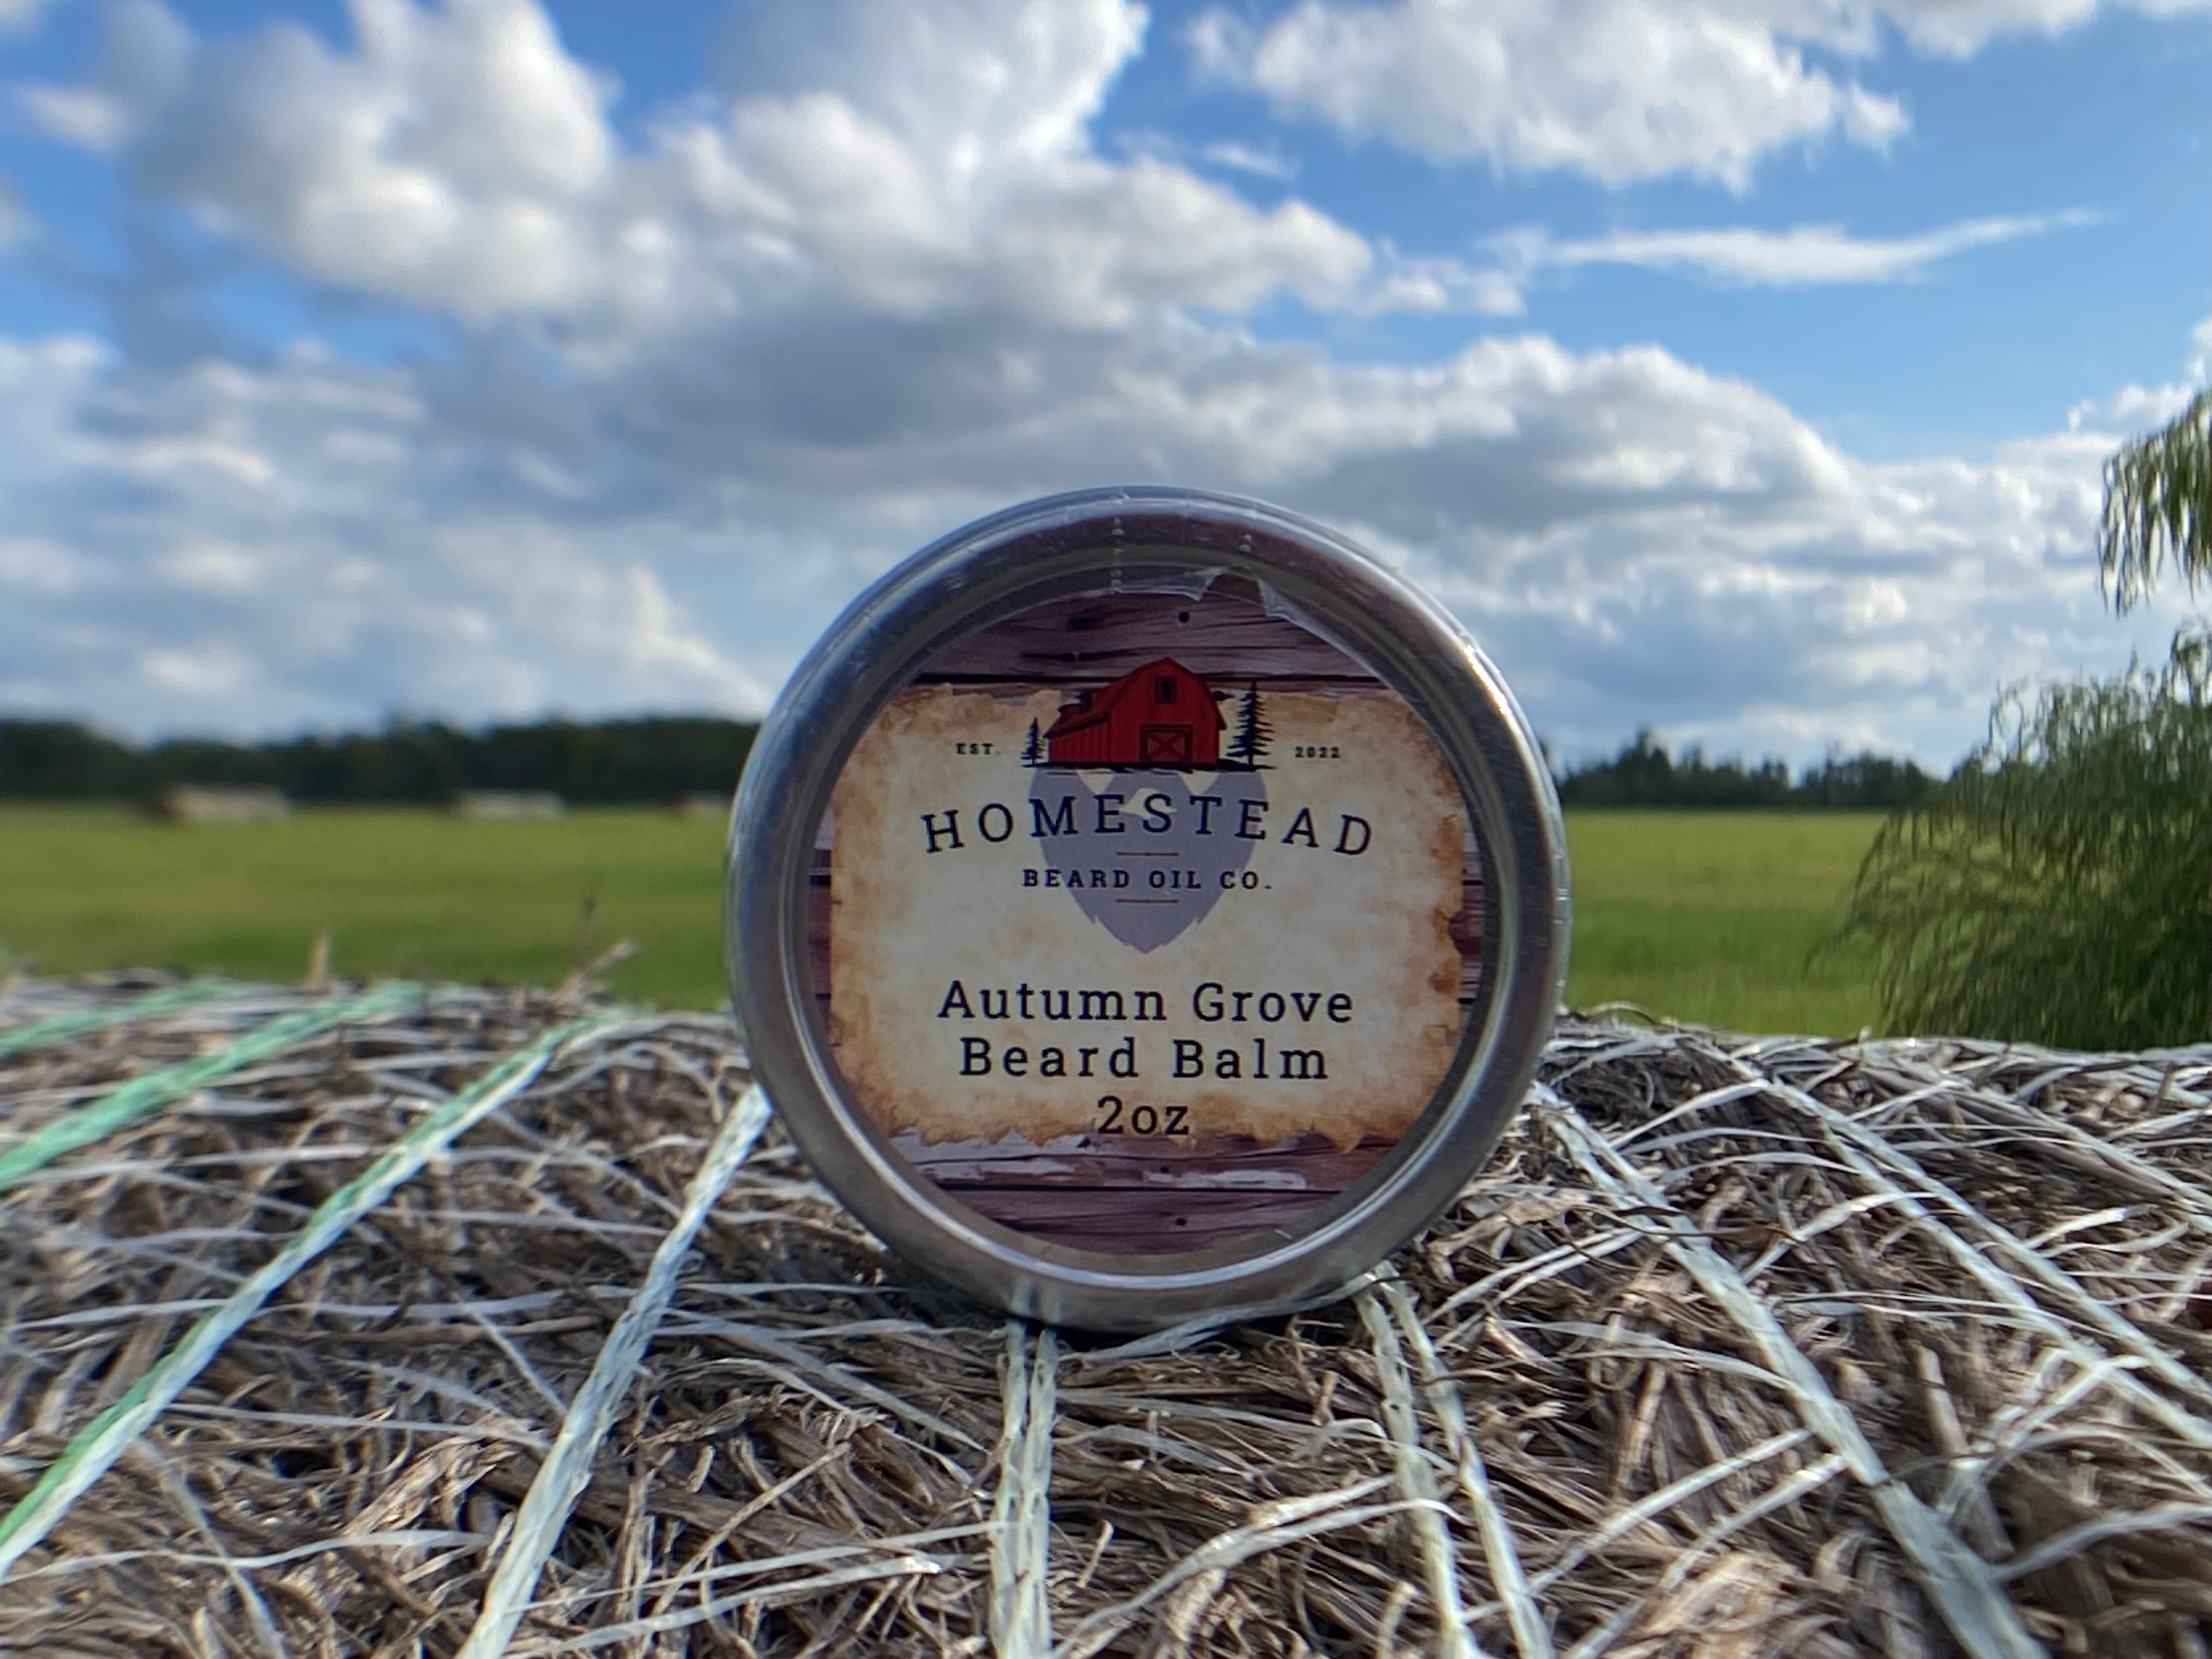 EST. 2022
HOMESTEAD
BEARD OIL CO.
Autumn Grove
Beard Balm
2oz